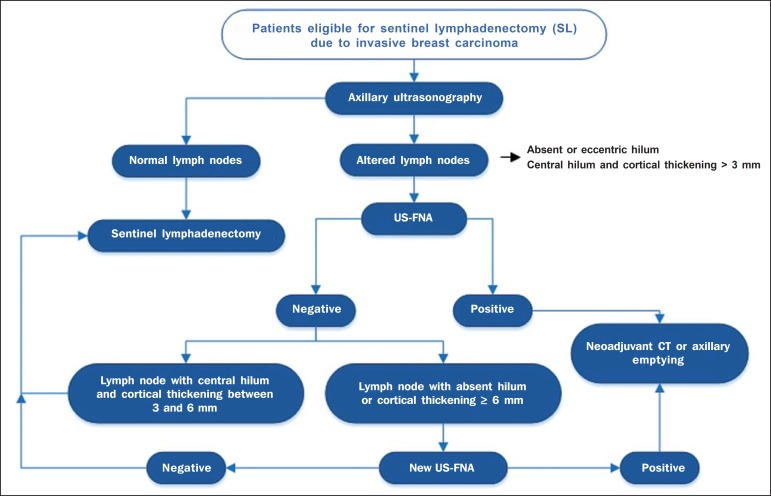 Patients eligible for sentinel lymphadenectomy (SL)
due to invasive breast carcinoma
Axillary ultrasonography
Normal lymph nodes
Altered lymph nodes
Absent or eccentric hilum
Central hilum and cortical thickening > 3 mm
Sentinel lymphadenectomy
US-FNA
Negative
Positive
Neoadjuvant CT or axillary
emptying
Lymph node with central hilum
and cortical thickening between
3 and 6 mm
Lymph node with absent hilum
or cortical thickening ≥ 6 mm
Negative
New US-FNA
Positive